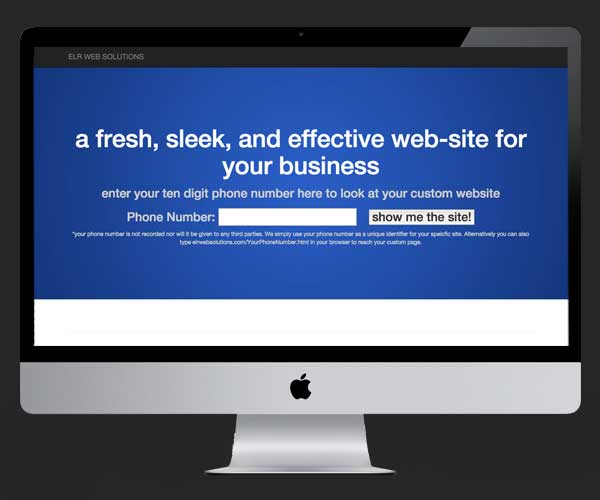 ELR WEB SOLUTIONS
a fresh, sleek, and effective web-site for
your business
enter your ten digit phone number here to look at your custom website
Phone Number: show me the site!
*your phone number is not recorded nor will it be given to any third parties. We simply use your phone number as a unique identifier for your speicfic site. Alternatively you can also
type elrwebsolutions.com/YourPhoneNumber.html in your browser to reach your custom page.